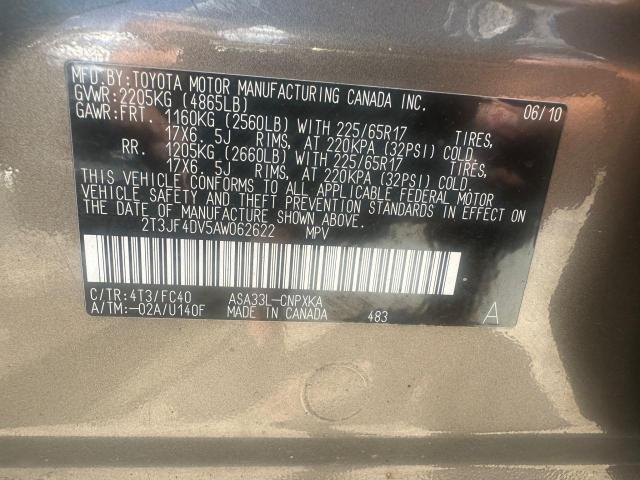 MFD.BY:TOYOTA MOTOR MANUFACTURING CANADA INC.
GVWR:2205KG (4865LB) 06/10
GAWR:FRT. 1160KG (2560LB) WITH 225/65R17 TIRES,
17X6. 5J RIMS, AT 220KPA (32PSI) COLD.
RR. 1205KG (2660LB) WITH 225/65R17 TIRES,
17X6. 5J RIMS, AT 220KPA (32PSI) COLD.
THIS VEHICLE CONFORMS TO ALL APPLICABLE FEDERAL MOTOR
VEHICLE SAFETY AND THEFT PREVENTION STANDARDS IN EFFECT ON
THE DATE OF MANUFACTURE SHOWN ABOVE.
2T3JF4DV5AW062622 MPV
C/TR:4T3/FC40 ASA33L-CNPXKA
A/TM:-02A/U140F MADE IN CANADA 483 A